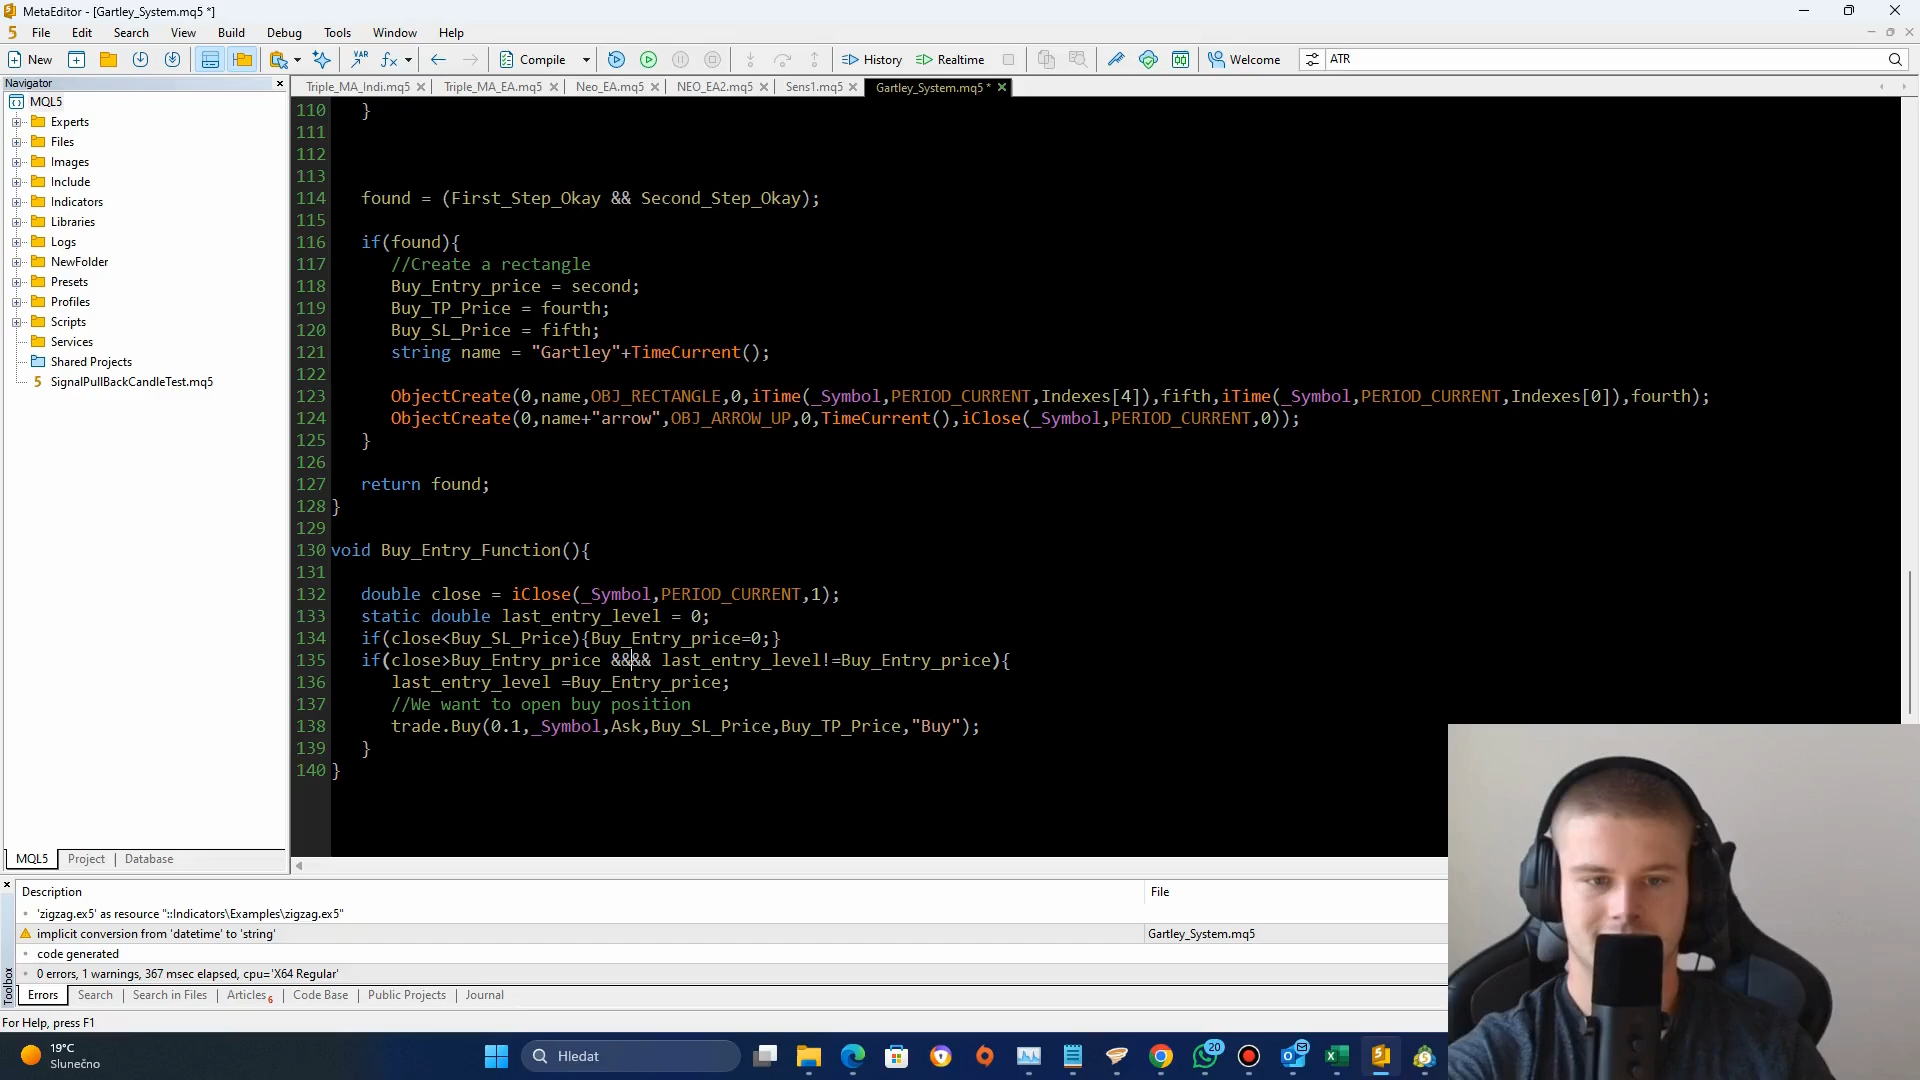 MetaEditor - [Gartley_System.mq5 *]
File Edit Search View Build Debug Tools Window Help
New Compile History Realtime Welcome ATR
Navigator
Triple_MA_Indi.mq5 Triple_MA_EA.mq5 Neo_EA.mq5 NEO_EA2.mq5 Sens1.mq5 Gartley_System.mq5 *
MQL5
Experts
Files
Images
Include
Indicators
Libraries
Logs
NewFolder
Presets
Profiles
Scripts
Services
Shared Projects
SignalPullBackCandleTest.mq5
MQL5 | Project | Database
110 }
111
112
113
114 found = (First_Step_Okay && Second_Step_Okay);
115
116 if(found){
117 //Create a rectangle
118 Buy_Entry_price = second;
119 Buy_TP_Price = fourth;
120 Buy_SL_Price = fifth;
121 string name = "Gartley"+TimeCurrent();
122
123 ObjectCreate(0,name,OBJ_RECTANGLE,0,iTime(_Symbol,PERIOD_CURRENT,Indexes[4]),fifth,iTime(_Symbol,PERIOD_CURRENT,Indexes[0]),fourth);
124 ObjectCreate(0,name+"arrow",OBJ_ARROW_UP,0,TimeCurrent(),iClose(_Symbol,PERIOD_CURRENT,0));
125 }
126
127 return found;
128 }
129
130 void Buy_Entry_Function(){
131
132 double close = iClose(_Symbol,PERIOD_CURRENT,1);
133 static double last_entry_level = 0;
134 if(close<Buy_SL_Price){Buy_Entry_price=0;}
135 if(close>Buy_Entry_price &&&& last_entry_level!=Buy_Entry_price){
136 last_entry_level =Buy_Entry_price;
137 //We want to open buy position
138 trade.Buy(0.1,_Symbol,Ask,Buy_SL_Price,Buy_TP_Price,"Buy");
139 }
140 }
Description File
'zigzag.ex5' as resource "::Indicators\Examples\zigzag.ex5"
implicit conversion from 'datetime' to 'string' Gartley_System.mq5
code generated
0 errors, 1 warnings, 367 msec elapsed, cpu='X64 Regular'
Toolbox
Errors | Search | Search in Files | Articles 6 | Code Base | Public Projects | Journal
For Help, press F1
19°C
Slunečno
Hledat
20